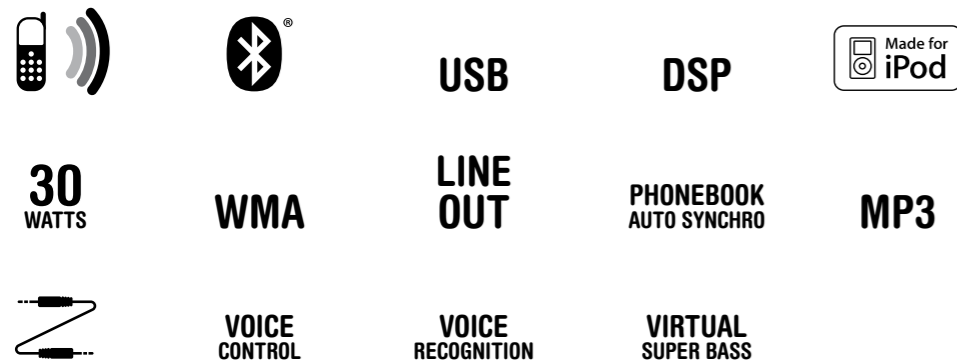 ®
USB
DSP
Made for
iPod
30
WATTS
WMA
LINE
OUT
PHONEBOOK
AUTO SYNCHRO
MP3
VOICE
CONTROL
VOICE
RECOGNITION
VIRTUAL
SUPER BASS